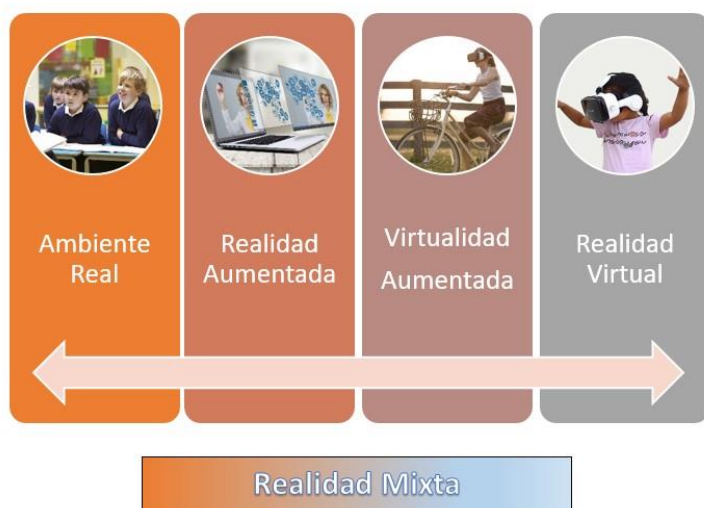 Ambiente
Real
Realidad
Aumentada
Virtualidad
Aumentada
Realidad
Virtual
Realidad Mixta